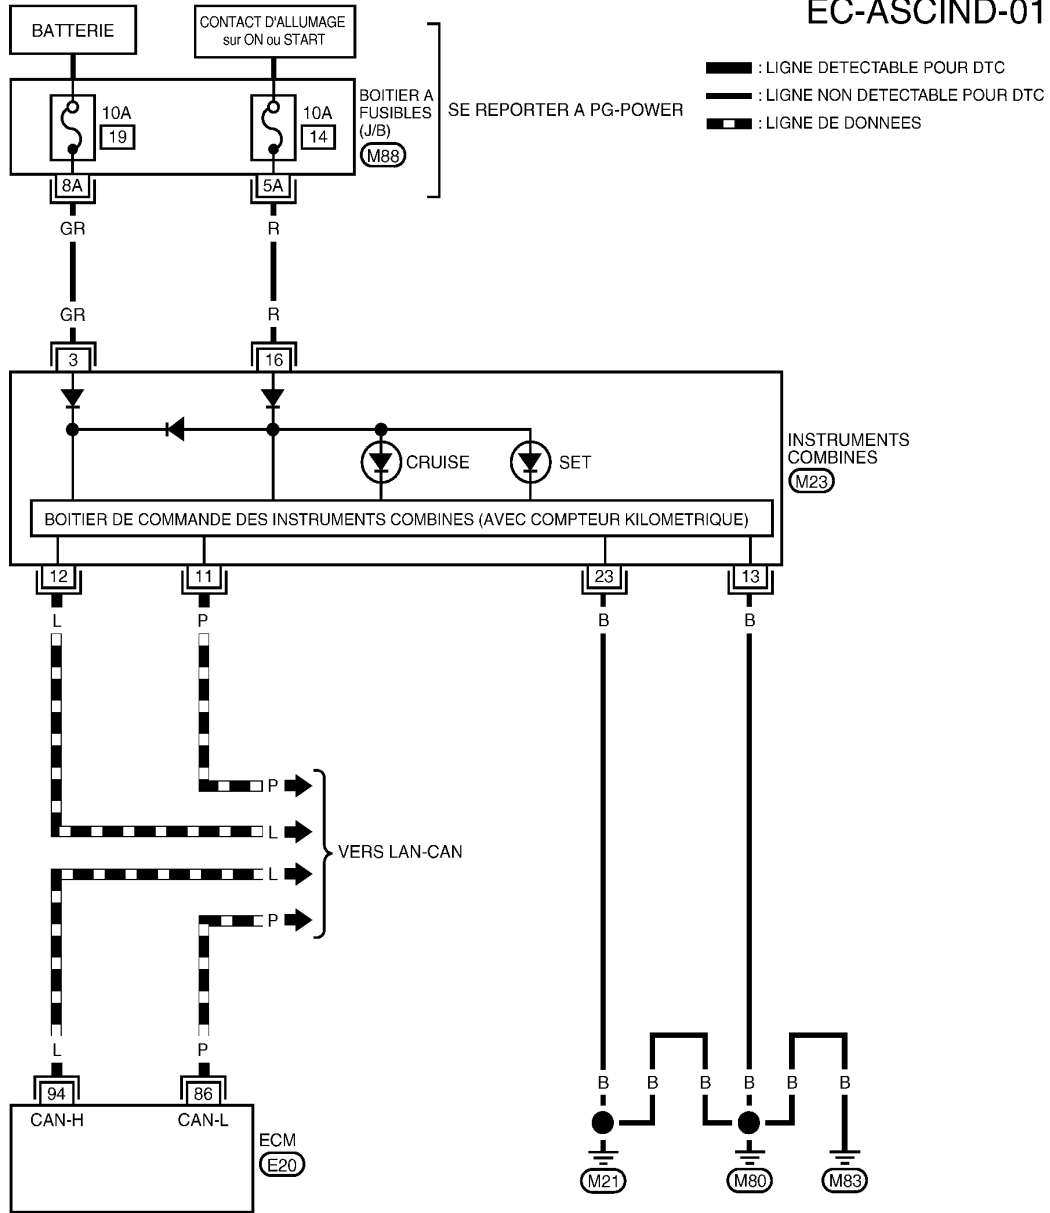 EC-ASCIND-01
BATTERIE
CONTACT D'ALLUMAGE
sur ON ou START
: LIGNE DETECTABLE POUR DTC
: LIGNE NON DETECTABLE POUR DTC
: LIGNE DE DONNEES
10A
19
10A
14
BOITIER A
FUSIBLES
(J/B)
M88
SE REPORTER A PG-POWER
8A
5A
GR
R
GR
R
3
16
CRUISE
SET
INSTRUMENTS
COMBINES
M23
BOITIER DE COMMANDE DES INSTRUMENTS COMBINES (AVEC COMPTEUR KILOMETRIQUE)
12
11
23
13
L
P
B
B
P
L
L
P
VERS LAN-CAN
L
P
94
86
CAN-H
CAN-L
ECM
E20
B
B
B
B
B
B
M21
M80
M83